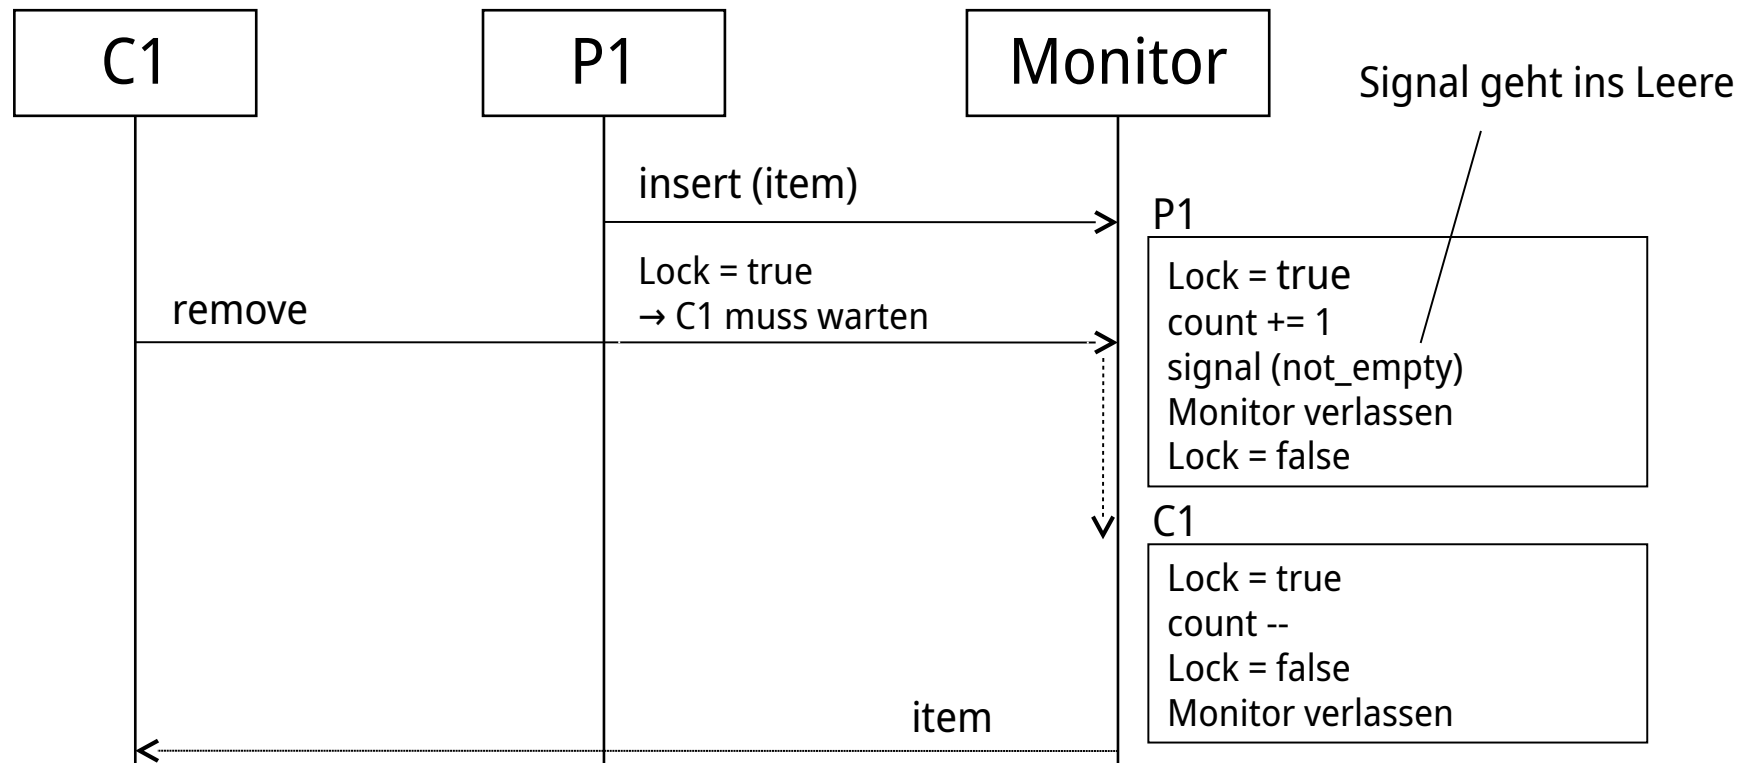 C1
P1
Monitor
Signal geht ins Leere
insert (item)
P1
Lock = true
→ C1 muss warten
remove
Lock = true
count += 1
signal (not_empty)
Monitor verlassen
Lock = false
C1
Lock = true
count --
Lock = false
Monitor verlassen
item